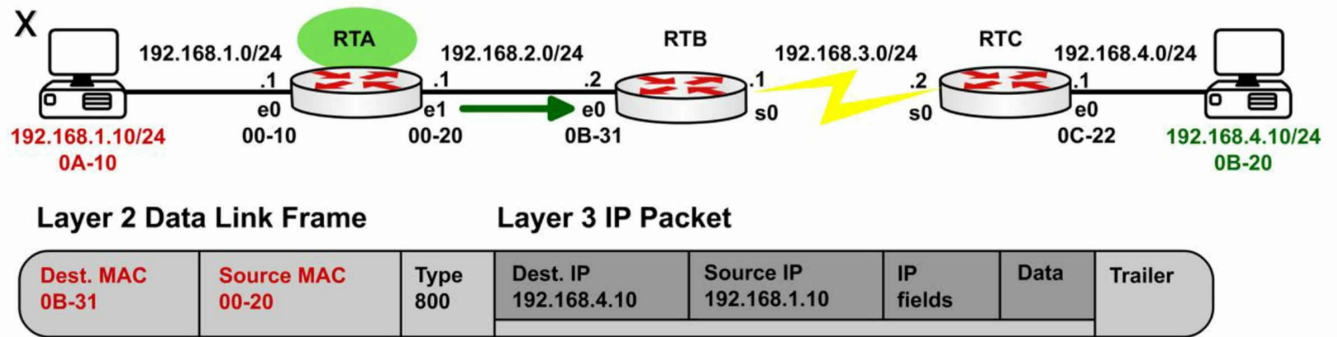 X
RTA
RTB
RTC
192.168.1.0/24
192.168.2.0/24
192.168.3.0/24
192.168.4.0/24
.1
.1
.2
.1
.2
.1
e0
e1
e0
s0
s0
e0
00-10
00-20
0B-31
0C-22
192.168.1.10/24
0A-10
192.168.4.10/24
0B-20
Layer 2 Data Link Frame
Layer 3 IP Packet
Dest. MAC
0B-31
Source MAC
00-20
Type
800
Dest. IP
192.168.4.10
Source IP
192.168.1.10
IP
fields
Data
Trailer